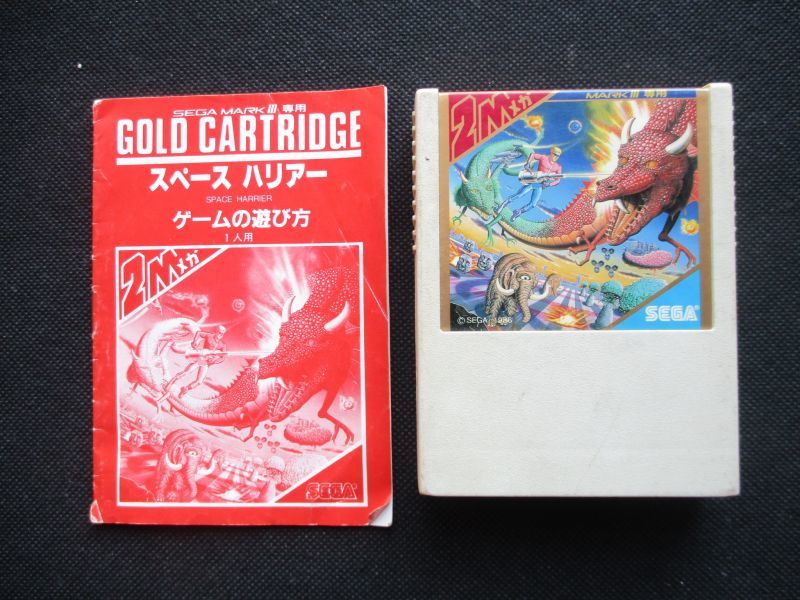 SEGA MARK III 専用
GOLD CARTRIDGE
スペース ハリアー
SPACE HARRIER
ゲームの遊び方
1人用
2Mメガ
SEGA
2Mメガ
MARK III 専用
© SEGA 1986
SEGA